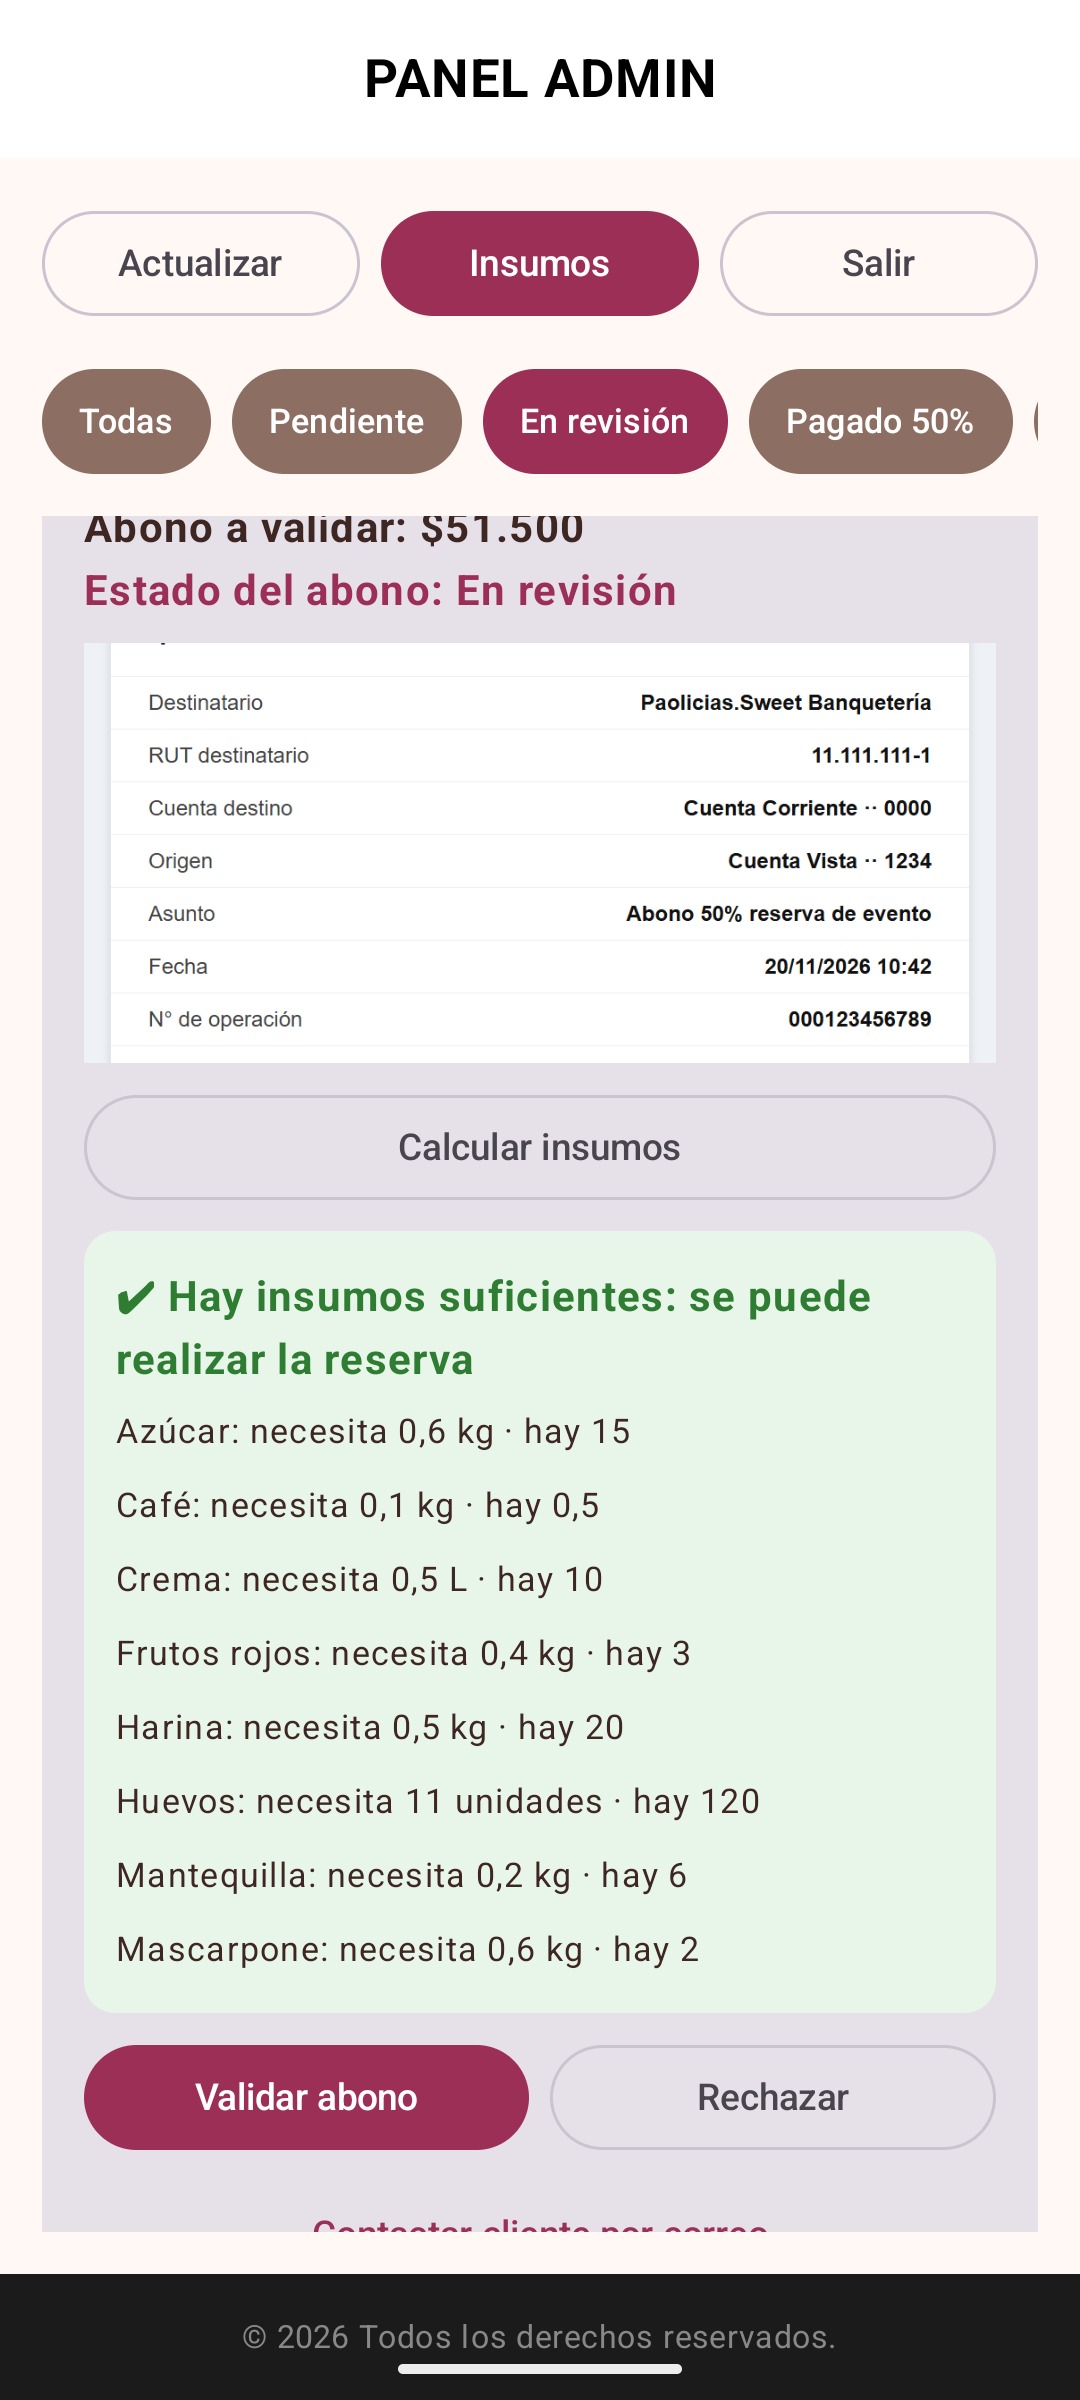 PANEL ADMIN
Actualizar
Insumos
Salir
Todas
Pendiente
En revisión
Pagado 50%
Abono a validar: $51.500
Estado del abono: En revisión
Destinatario Paolicias.Sweet Banquetería
RUT destinatario 11.111.111-1
Cuenta destino Cuenta Corriente ·· 0000
Origen Cuenta Vista ·· 1234
Asunto Abono 50% reserva de evento
Fecha 20/11/2026 10:42
N° de operación 000123456789
Calcular insumos
✔ Hay insumos suficientes: se puede
realizar la reserva
Azúcar: necesita 0,6 kg · hay 15
Café: necesita 0,1 kg · hay 0,5
Crema: necesita 0,5 L · hay 10
Frutos rojos: necesita 0,4 kg · hay 3
Harina: necesita 0,5 kg · hay 20
Huevos: necesita 11 unidades · hay 120
Mantequilla: necesita 0,2 kg · hay 6
Mascarpone: necesita 0,6 kg · hay 2
Validar abono
Rechazar
Contactar cliente por correo
© 2026 Todos los derechos reservados.